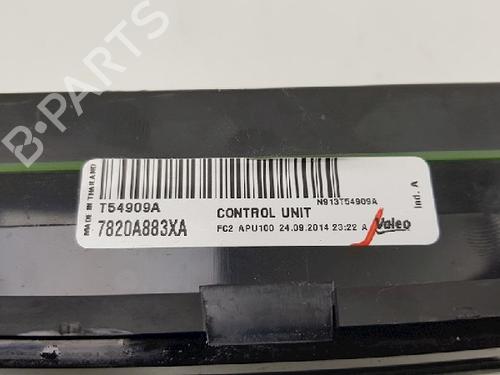 B-PARTS
MADE IN THAILAND
T54909A
N913T54909A
7820A883XA
CONTROL UNIT
FC2 APU100 24.09.2014 23:22 A
Valeo
Ind. A